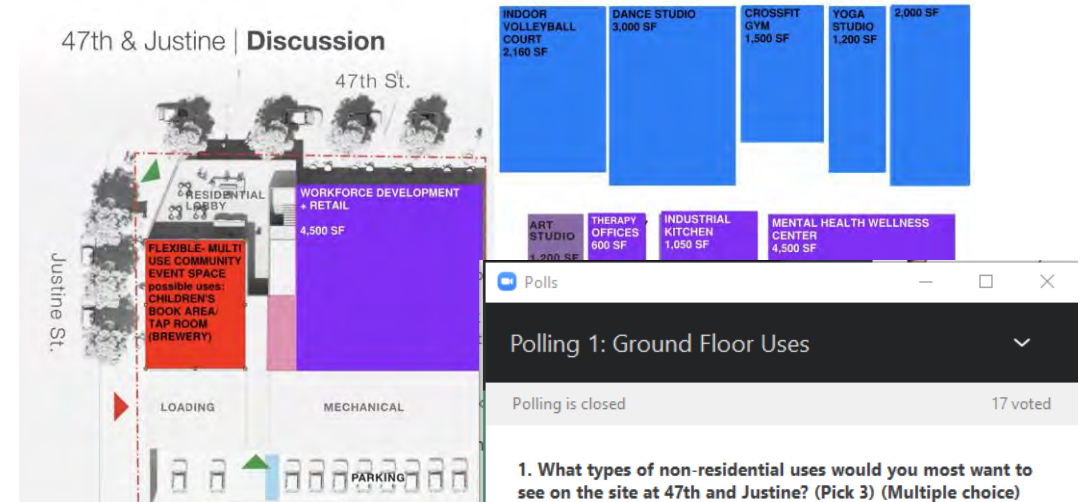 47th & Justine | Discussion
47th St.
Justine St.
RESIDENTIAL
LOBBY
WORKFORCE DEVELOPMENT
+ RETAIL
4,500 SF
FLEXIBLE- MULTI
USE COMMUNITY
EVENT SPACE
possible uses:
CHILDREN'S
BOOK AREA/
TAP ROOM
(BREWERY)
LOADING
MECHANICAL
PARKING
INDOOR
VOLLEYBALL
COURT
2,160 SF
DANCE STUDIO
3,000 SF
CROSSFIT
GYM
1,500 SF
YOGA
STUDIO
1,200 SF
2,000 SF
ART
STUDIO
1,200 SF
THERAPY
OFFICES
600 SF
INDUSTRIAL
KITCHEN
1,050 SF
MENTAL HEALTH WELLNESS
CENTER
4,500 SF
Polls
Polling 1: Ground Floor Uses
Polling is closed
17 voted
1. What types of non-residential uses would you most want to
see on the site at 47th and Justine? (Pick 3) (Multiple choice)